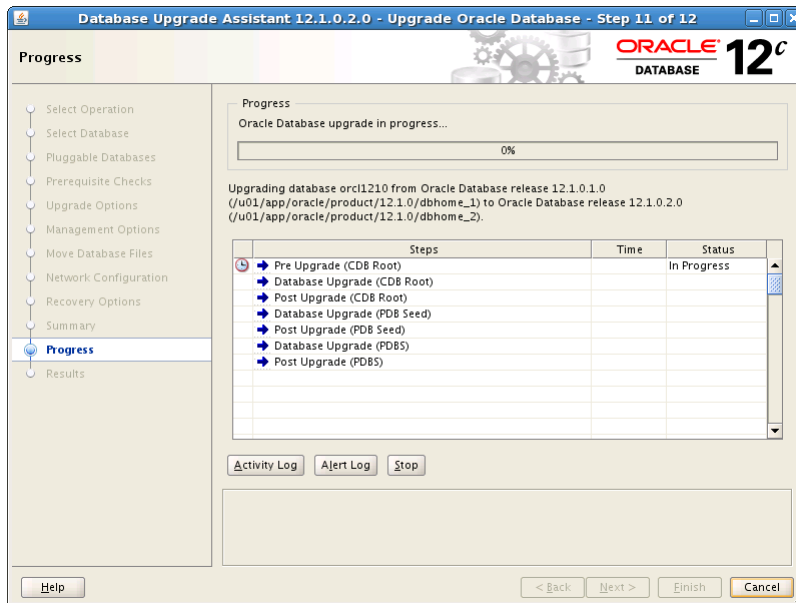 Database Upgrade Assistant 12.1.0.2.0 - Upgrade Oracle Database - Step 11 of 12
Progress
ORACLE
DATABASE
12c
Select Operation
Select Database
Pluggable Databases
Prerequisite Checks
Upgrade Options
Management Options
Move Database Files
Network Configuration
Recovery Options
Summary
Progress
Results
Progress
Oracle Database upgrade in progress...
0%
Upgrading database orcl1210 from Oracle Database release 12.1.0.1.0
(/u01/app/oracle/product/12.1.0/dbhome_1) to Oracle Database release 12.1.0.2.0
(/u01/app/oracle/product/12.1.0/dbhome_2).
Steps Time Status
Pre Upgrade (CDB Root) In Progress
Database Upgrade (CDB Root)
Post Upgrade (CDB Root)
Database Upgrade (PDB Seed)
Post Upgrade (PDB Seed)
Database Upgrade (PDBS)
Post Upgrade (PDBS)
Activity Log Alert Log Stop
Help < Back Next > Finish Cancel